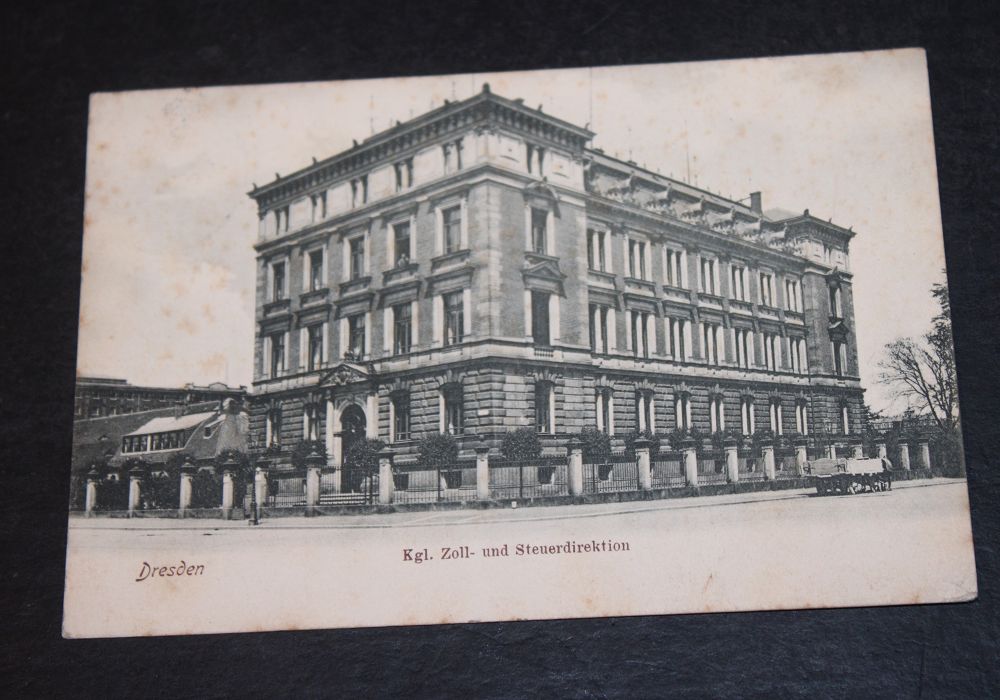 Kgl. Zoll- und Steuerdirektion
Dresden